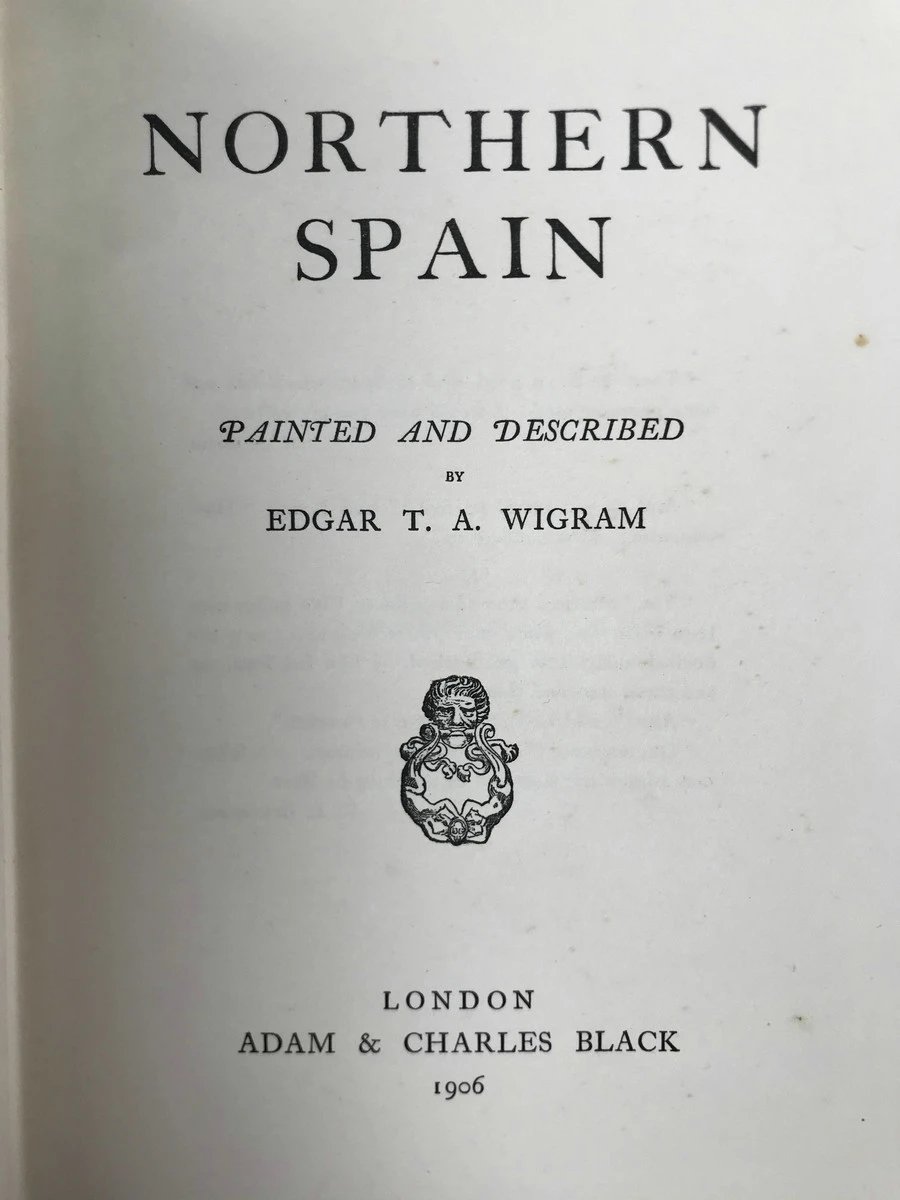 NORTHERN
SPAIN
PAINTED AND DESCRIBED
BY
EDGAR T. A. WIGRAM
LONDON
ADAM & CHARLES BLACK
1906